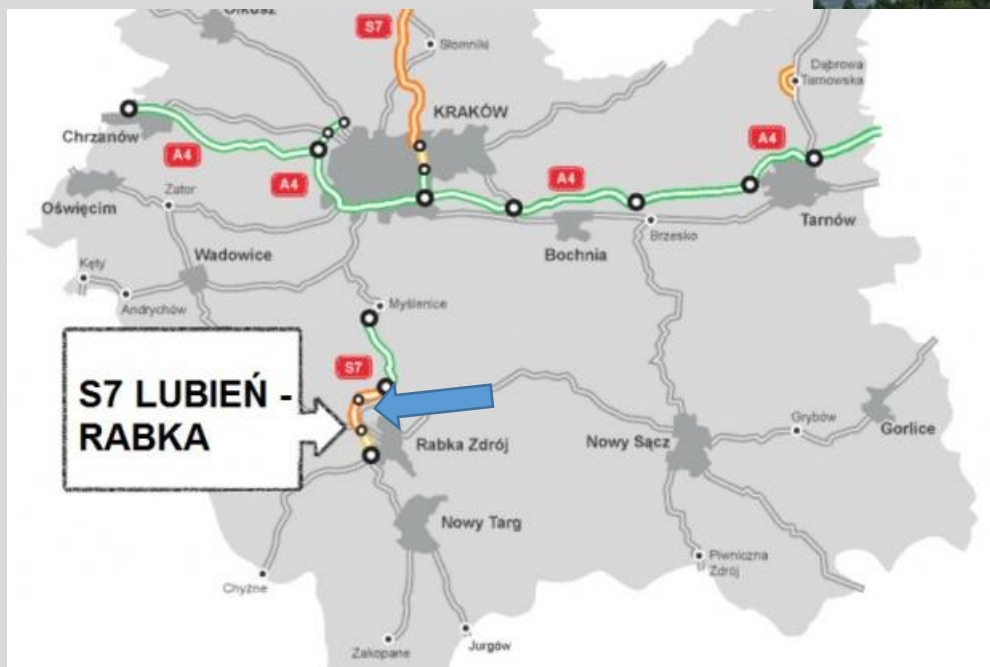 Olkusz
S7
Słomniki
Dąbrowa
Tarnowska
KRAKÓW
Chrzanów
A4
A4
A4
A4
Zator
Oświęcim
Tarnów
Brzesko
Wadowice
Bochnia
Kęty
Andrychów
Myślenice
S7
S7 LUBIEŃ -
RABKA
Grybów
Gorlice
Rabka Zdrój
Nowy Sącz
Nowy Targ
Piwniczna
Zdrój
Chyżne
Jurgów
Zakopane